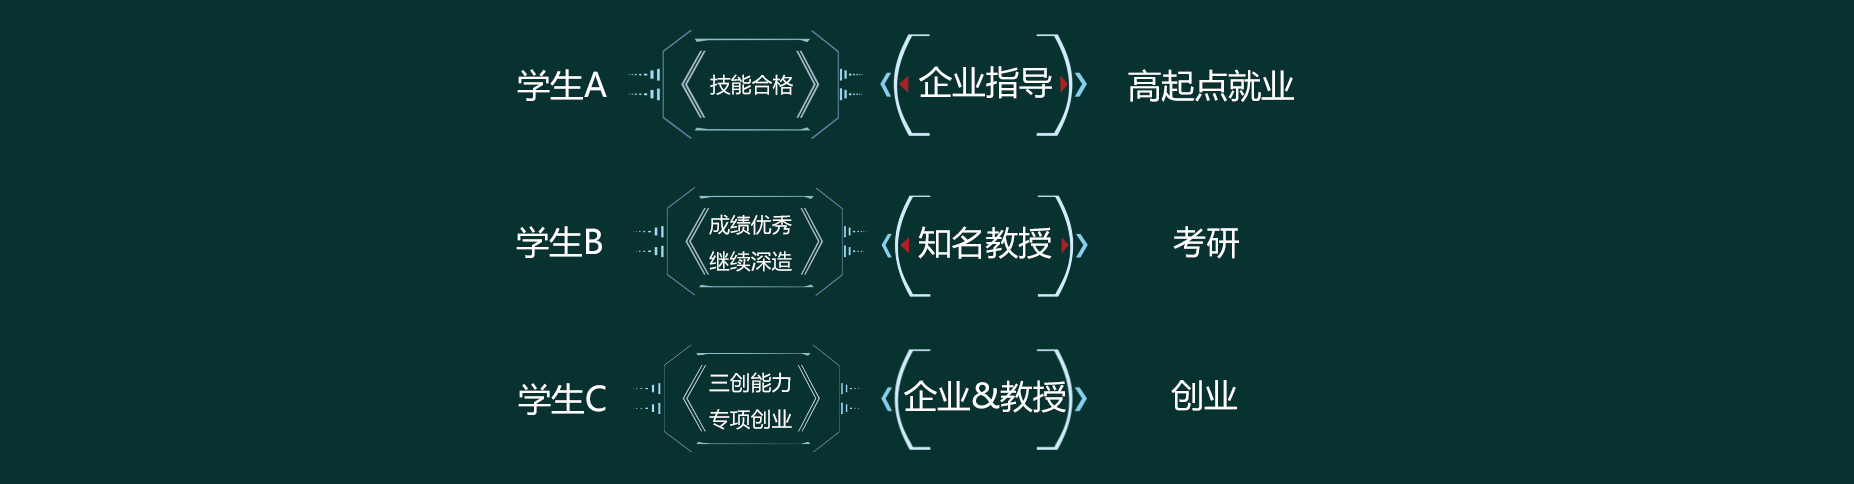 学生A 技能合格 企业指导 高起点就业
学生B 成绩优秀 知名教授 考研
继续深造
学生C 三创能力 企业&教授 创业
专项创业